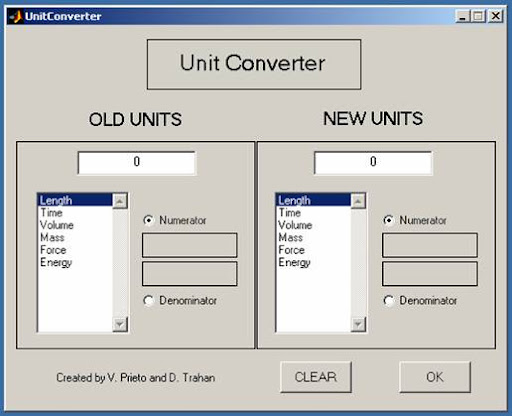 UnitConverter
Unit Converter
OLD UNITS
NEW UNITS
0
0
Length
Time
Volume
Mass
Force
Energy
Numerator
Denominator
Length
Time
Volume
Mass
Force
Energy
Numerator
Denominator
Created by V. Prieto and D. Trahan
CLEAR
OK